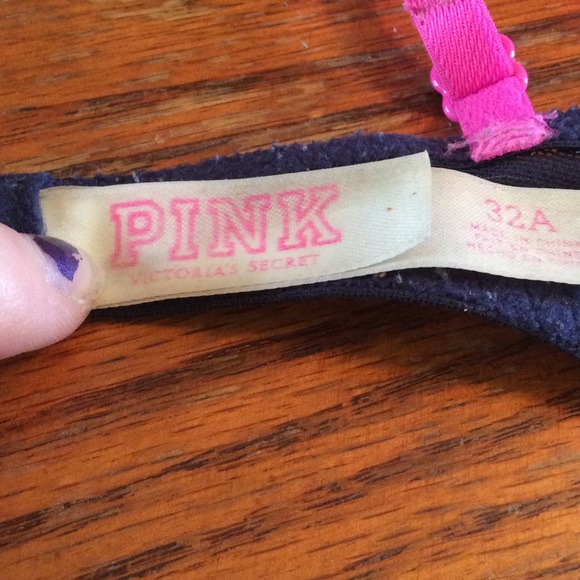 PINK
VICTORIA'S SECRET
32A
MADE IN CHINA